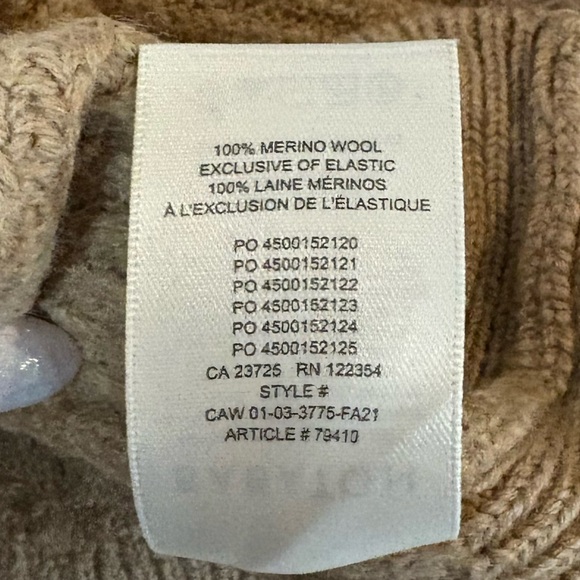 100% MERINO WOOL
EXCLUSIVE OF ELASTIC
100% LAINE MÉRINOS
À L'EXCLUSION DE L'ÉLASTIQUE
PO 4500152120
PO 4500152121
PO 4500152122
PO 4500152123
PO 4500152124
PO 4500152125
CA 23725 RN 122354
STYLE #
CAW 01-03-3775-FA21
ARTICLE # 79410